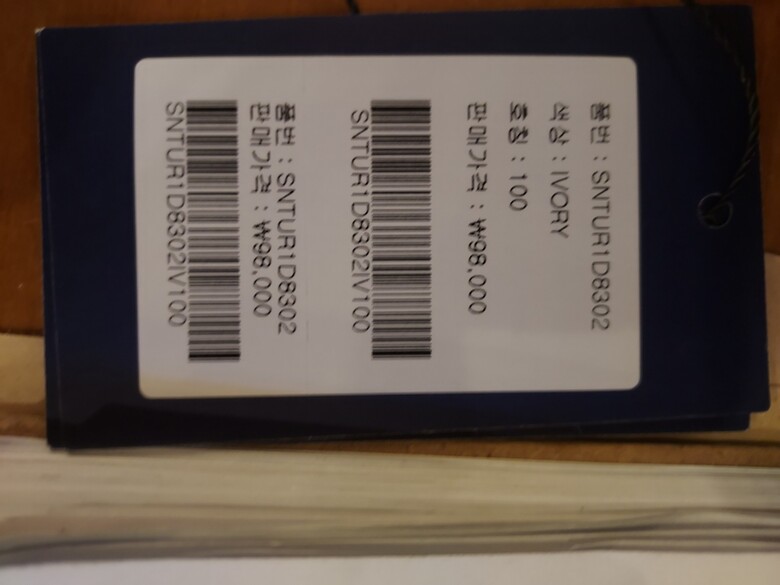 품번 : SNTUR1D8302
색상 : IVORY
호칭 : 100
판매가격 : ₩98,000
SNTUR1D8302IV100
품번 : SNTUR1D8302
판매가격 : ₩98,000
SNTUR1D8302IV100